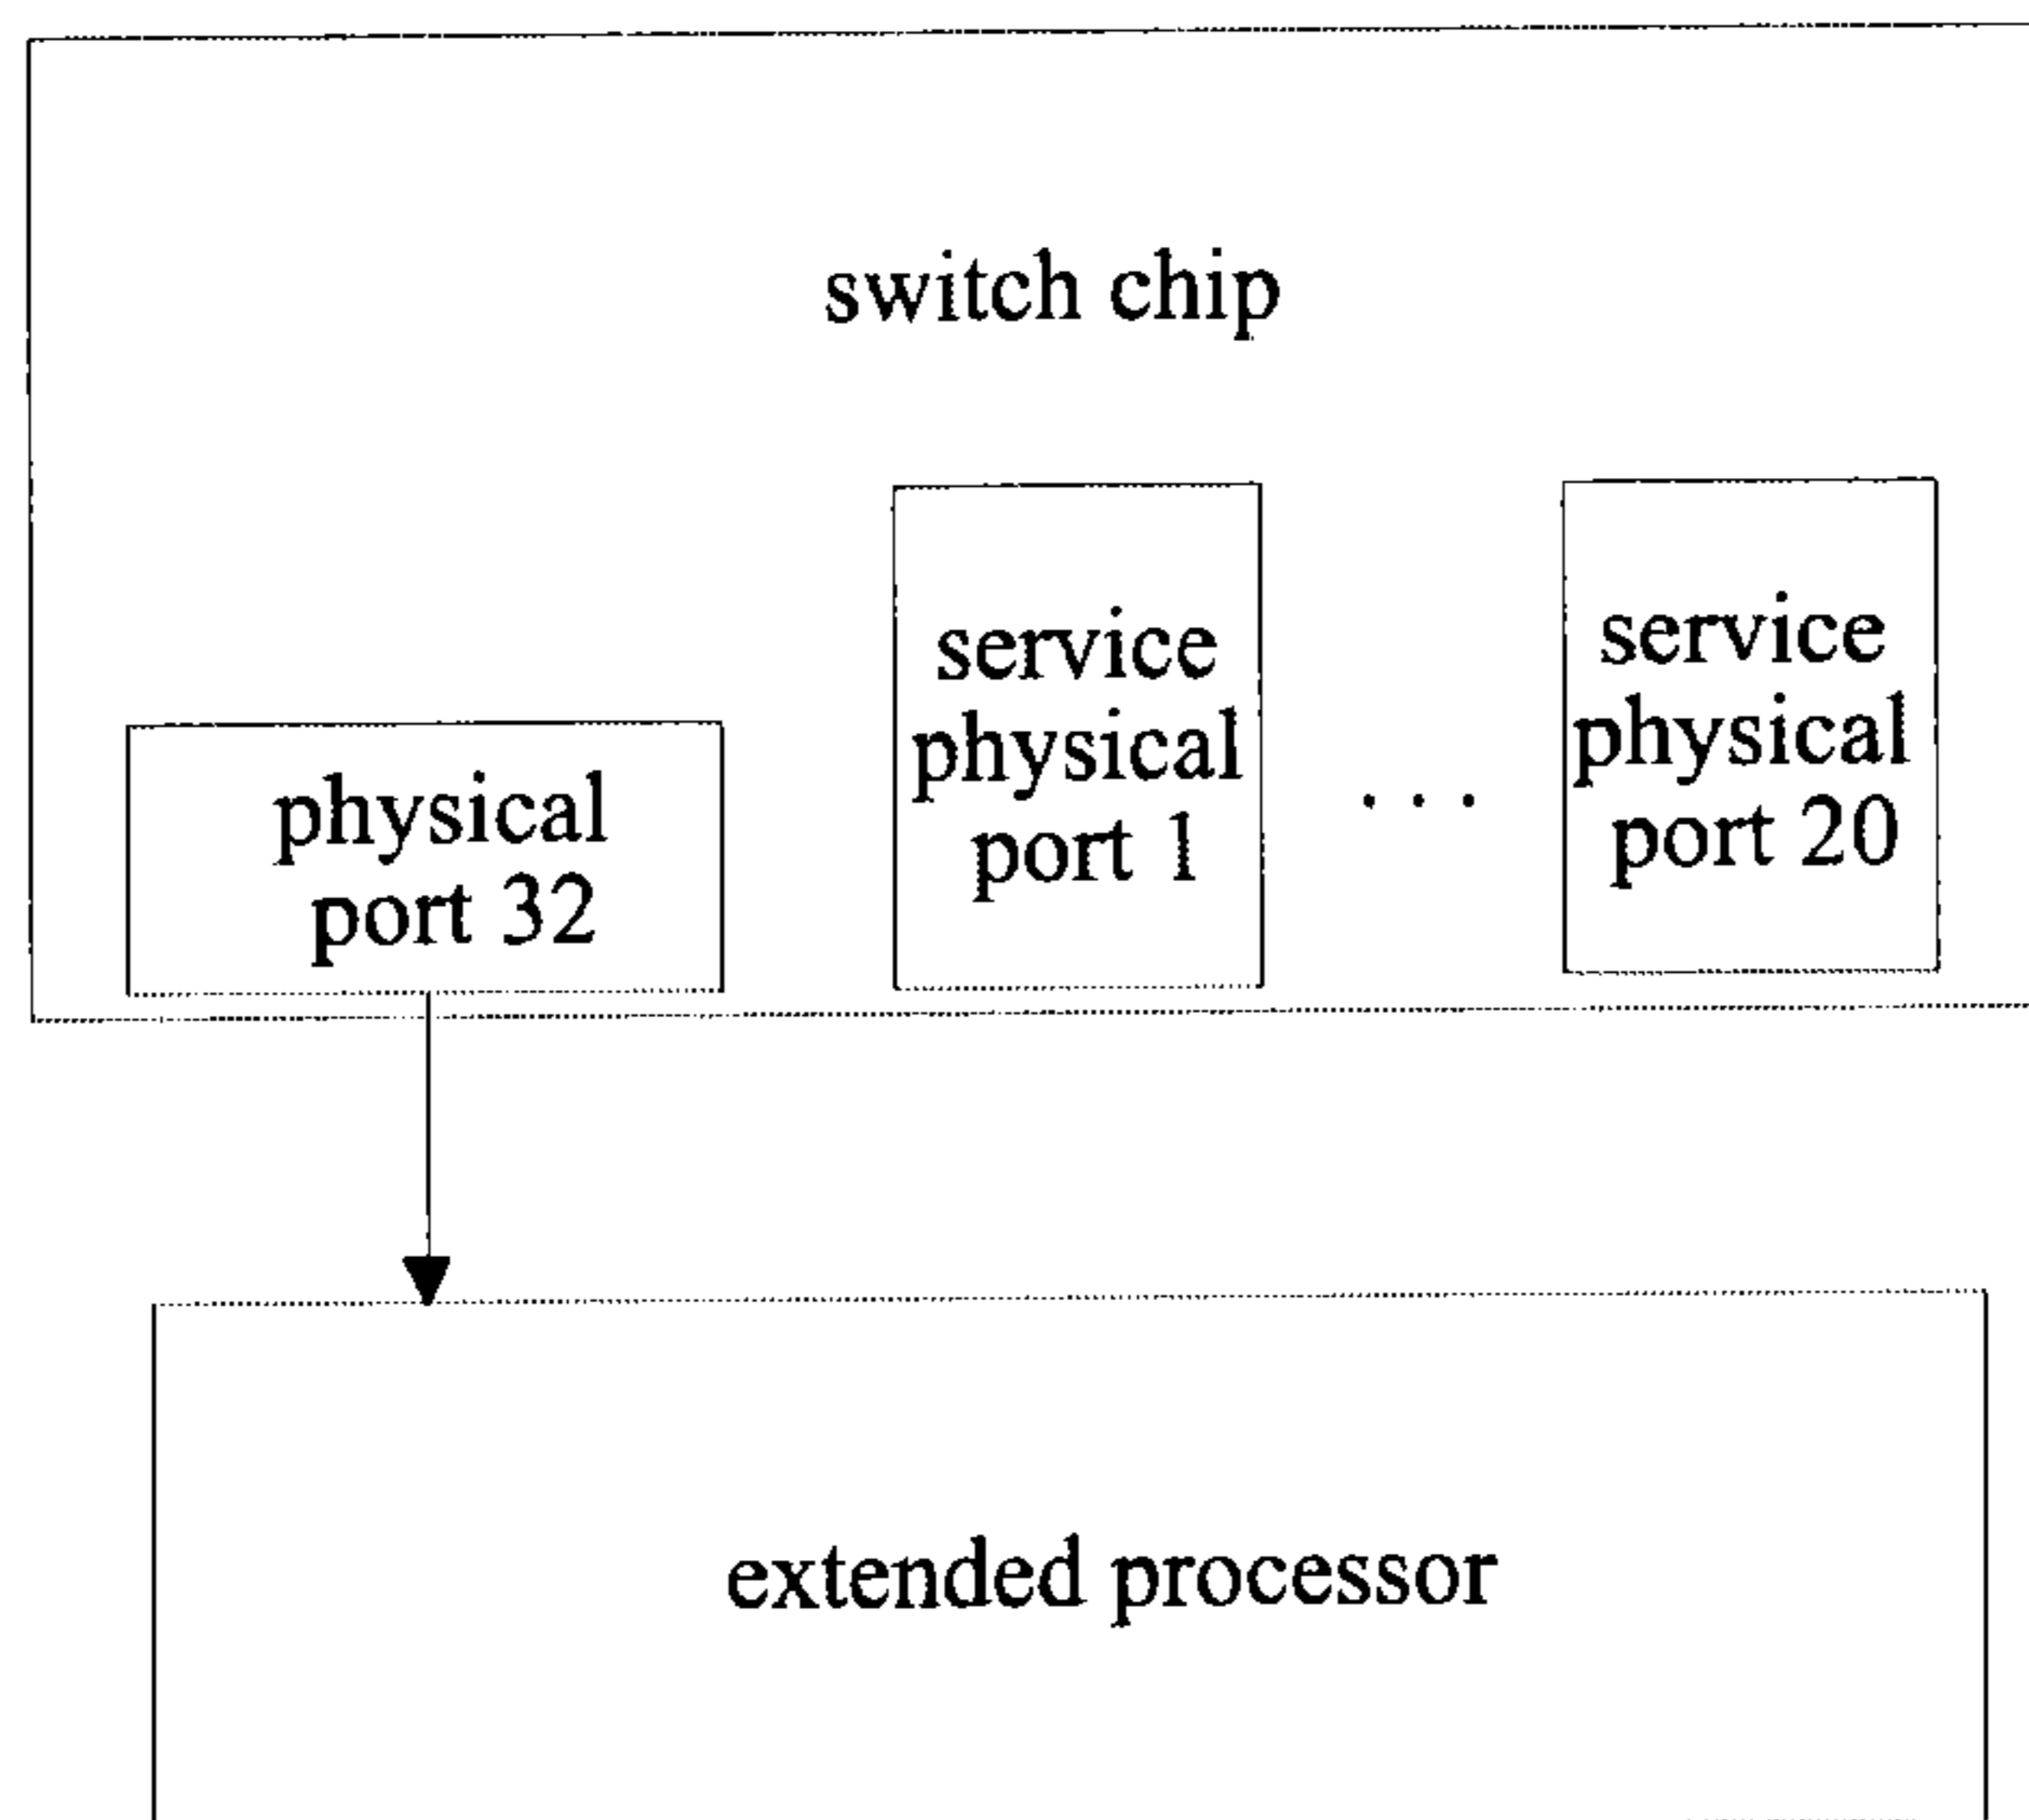 switch chip
physical
port 32
service
physical
port 1
. . .
service
physical
port 20
extended processor